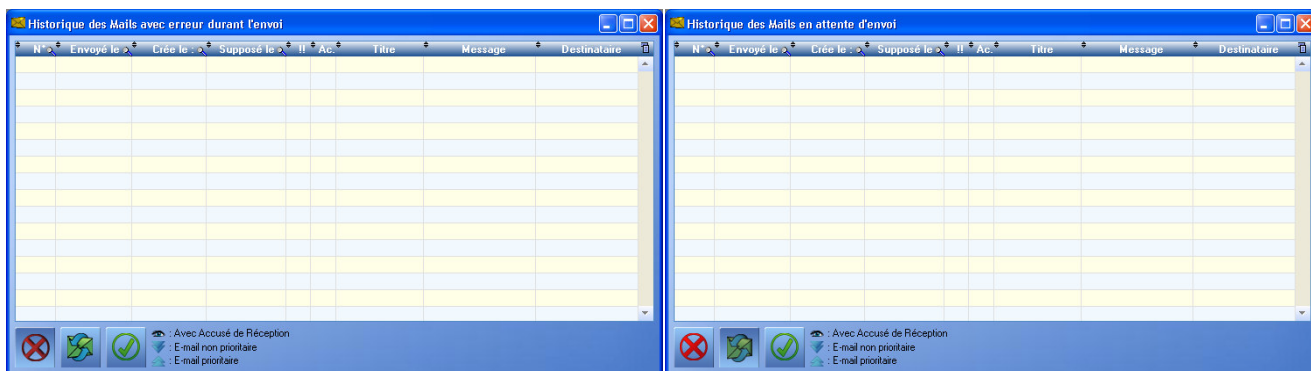 Historique des Mails avec erreur durant l'envoi
N° Envoyé le Crée le : Supposé le !! Ac. Titre Message Destinataire
: Avec Accusé de Réception
: E-mail non prioritaire
: E-mail prioritaire
Historique des Mails en attente d'envoi
N° Envoyé le Crée le : Supposé le !! Ac. Titre Message Destinataire
: Avec Accusé de Réception
: E-mail non prioritaire
: E-mail prioritaire